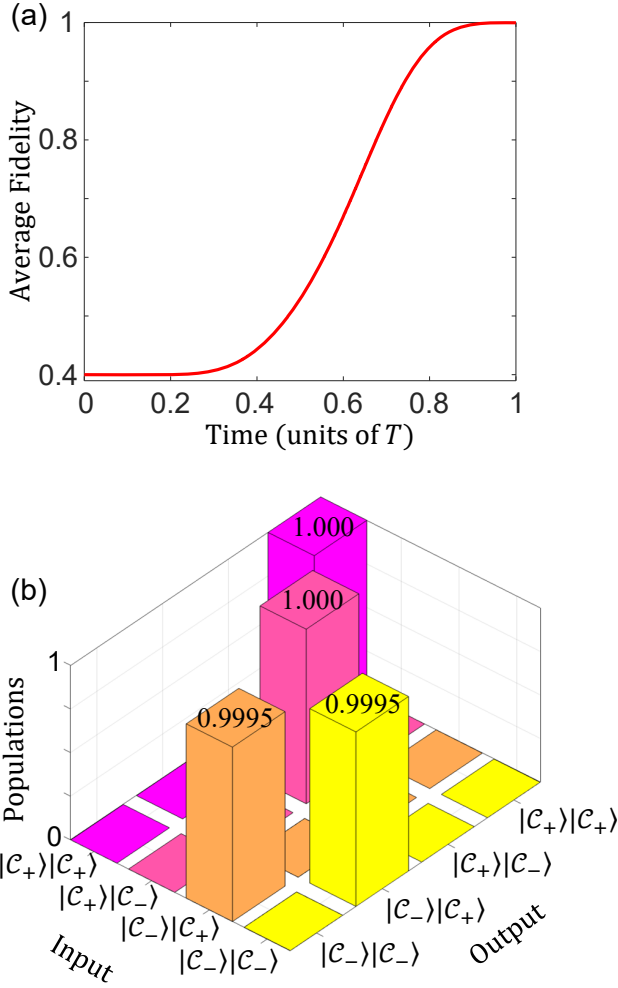 (a)
1
0.8
0.6
0.4
Average Fidelity
0 0.2 0.4 0.6 0.8 1
Time (units of T)
(b)
1.000
1.000
0.9995 0.9995
1
0
Populations
|𝒞₊⟩|𝒞₊⟩
|𝒞₊⟩|𝒞₋⟩
|𝒞₋⟩|𝒞₊⟩
|𝒞₋⟩|𝒞₋⟩
Input
|𝒞₊⟩|𝒞₊⟩
|𝒞₊⟩|𝒞₋⟩
|𝒞₋⟩|𝒞₊⟩
|𝒞₋⟩|𝒞₋⟩
Output